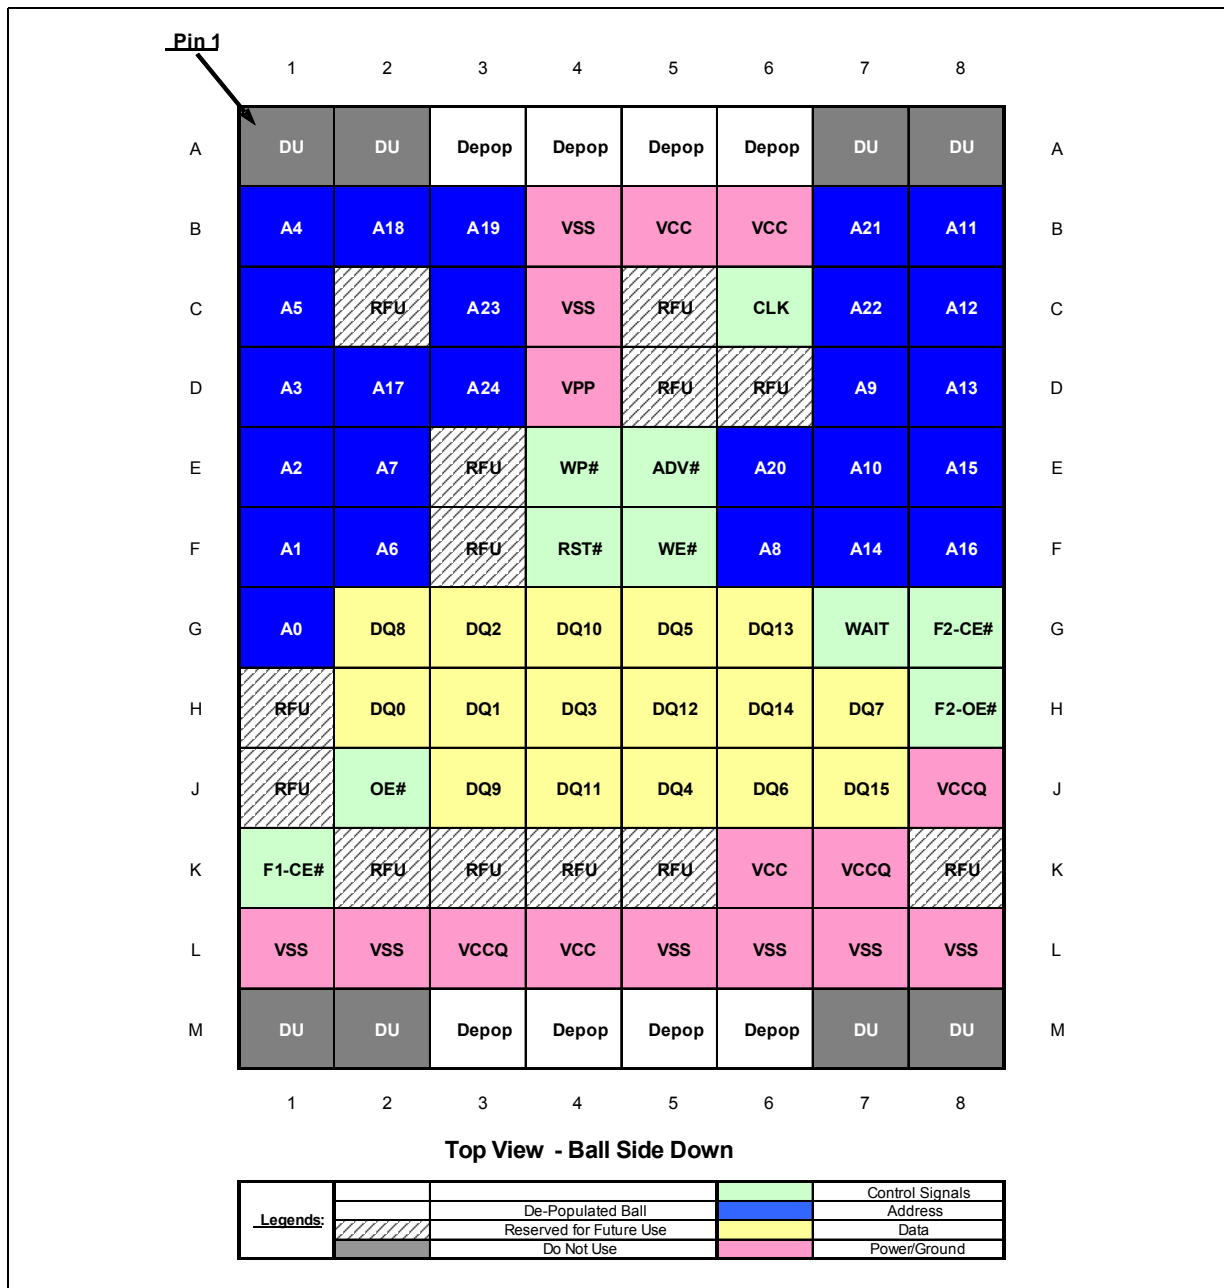 Pin 1
1 2 3 4 5 6 7 8
A DU DU Depop Depop Depop Depop DU DU A
B A4 A18 A19 VSS VCC VCC A21 A11 B
C A5 RFU A23 VSS RFU CLK A22 A12 C
D A3 A17 A24 VPP RFU RFU A9 A13 D
E A2 A7 RFU WP# ADV# A20 A10 A15 E
F A1 A6 RFU RST# WE# A8 A14 A16 F
G A0 DQ8 DQ2 DQ10 DQ5 DQ13 WAIT F2-CE# G
H RFU DQ0 DQ1 DQ3 DQ12 DQ14 DQ7 F2-OE# H
J RFU OE# DQ9 DQ11 DQ4 DQ6 DQ15 VCCQ J
K F1-CE# RFU RFU RFU RFU VCC VCCQ RFU K
L VSS VSS VCCQ VCC VSS VSS VSS VSS L
M DU DU Depop Depop Depop Depop DU DU M
1 2 3 4 5 6 7 8
Top View - Ball Side Down
Legends:
Control Signals
De-Populated Ball Address
Reserved for Future Use Data
Do Not Use Power/Ground